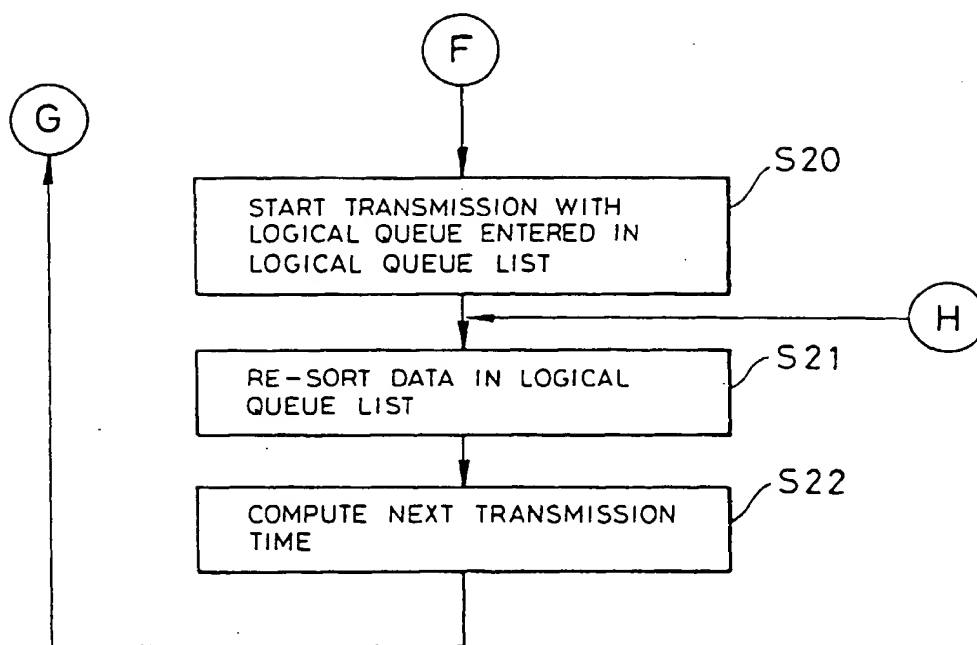 F
G
S20
START TRANSMISSION WITH
LOGICAL QUEUE ENTERED IN
LOGICAL QUEUE LIST
H
S21
RE-SORT DATA IN LOGICAL
QUEUE LIST
S22
COMPUTE NEXT TRANSMISSION
TIME